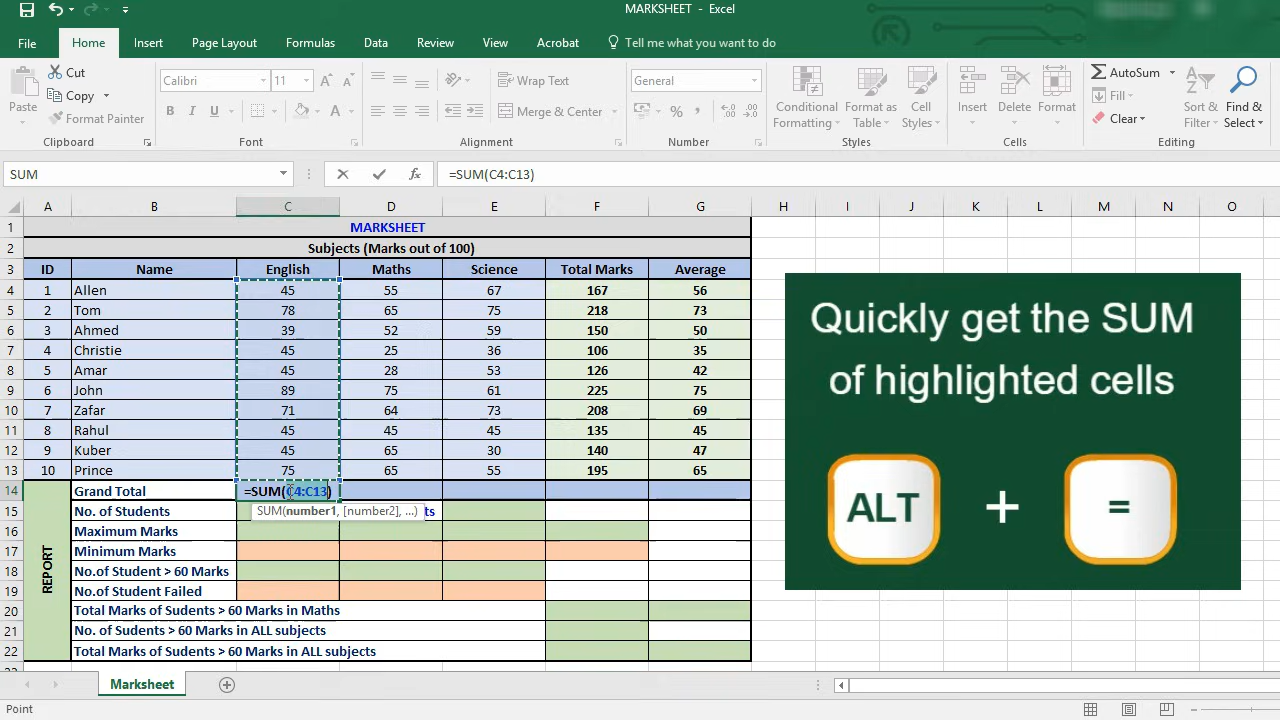 MARKSHEET - Excel
File Home Insert Page Layout Formulas Data Review View Acrobat Tell me what you want to do
Paste
Cut
Copy
Format Painter
Clipboard
Calibri 11
B I U
Font
Wrap Text
Merge & Center
Alignment
General
%
Number
Conditional Formatting
Format as Table
Cell Styles
Styles
Insert
Delete
Format
Cells
AutoSum
Fill
Clear
Sort & Filter
Find & Select
Editing
SUM fx =SUM(C4:C13)
A B C D E F G H I J K L M N O
1 MARKSHEET
2 Subjects (Marks out of 100)
3 ID Name English Maths Science Total Marks Average
4 1 Allen 45 55 67 167 56
5 2 Tom 78 65 75 218 73
6 3 Ahmed 39 52 59 150 50
7 4 Christie 45 25 36 106 35
8 5 Amar 45 28 53 126 42
9 6 John 89 75 61 225 75
10 7 Zafar 71 64 73 208 69
11 8 Rahul 45 45 45 135 45
12 9 Kuber 45 65 30 140 47
13 10 Prince 75 65 55 195 65
14 Grand Total =SUM(C4:C13)
15 No. of Students SUM(number1, [number2], ...) ts
16 Maximum Marks
17 Minimum Marks
18 No.of Student > 60 Marks
19 No.of Student Failed
20 Total Marks of Sudents > 60 Marks in Maths
21 No. of Sudents > 60 Marks in ALL subjects
22 Total Marks of Sudents > 60 Marks in ALL subjects
REPORT
Quickly get the SUM
of highlighted cells
ALT + =
Marksheet
Point